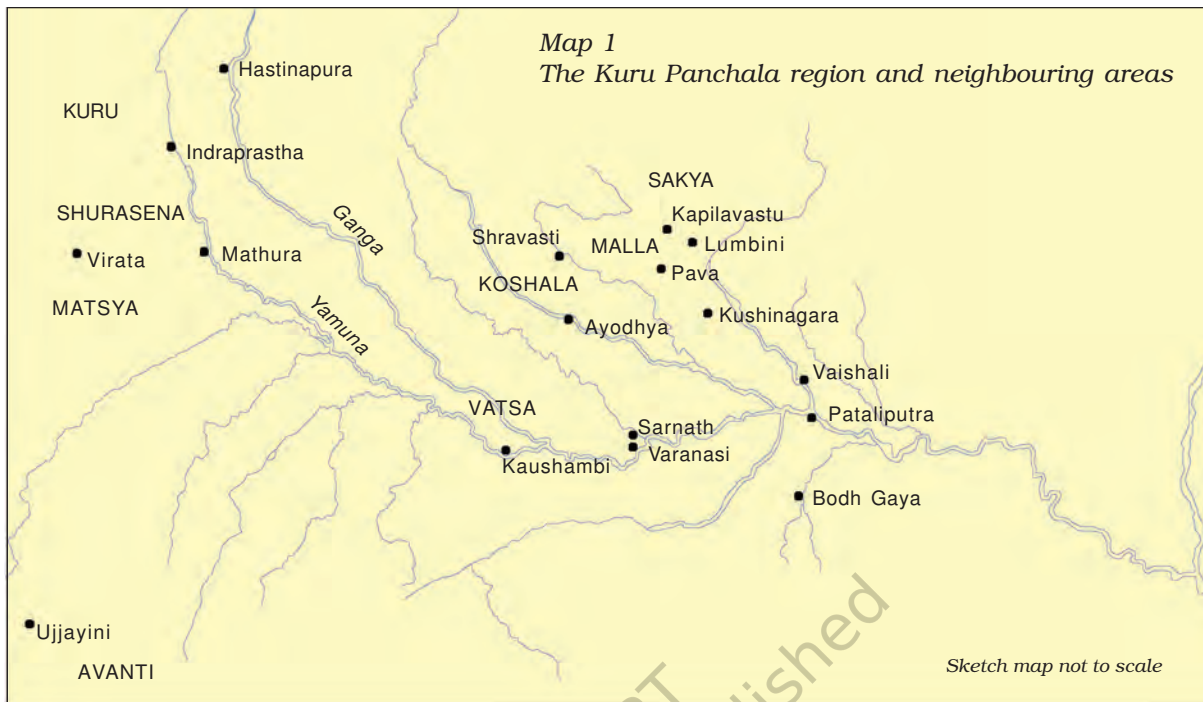 Map 1
The Kuru Panchala region and neighbouring areas
Hastinapura
KURU
Indraprastha
SAKYA
Kapilavastu
SHURASENA
Ganga
Shravasti
MALLA
Lumbini
Virata
Mathura
Pava
KOSHALA
MATSYA
Yamuna
Ayodhya
Kushinagara
Vaishali
VATSA
Pataliputra
Sarnath
Varanasi
Kaushambi
Bodh Gaya
Ujjayini
AVANTI
Sketch map not to scale